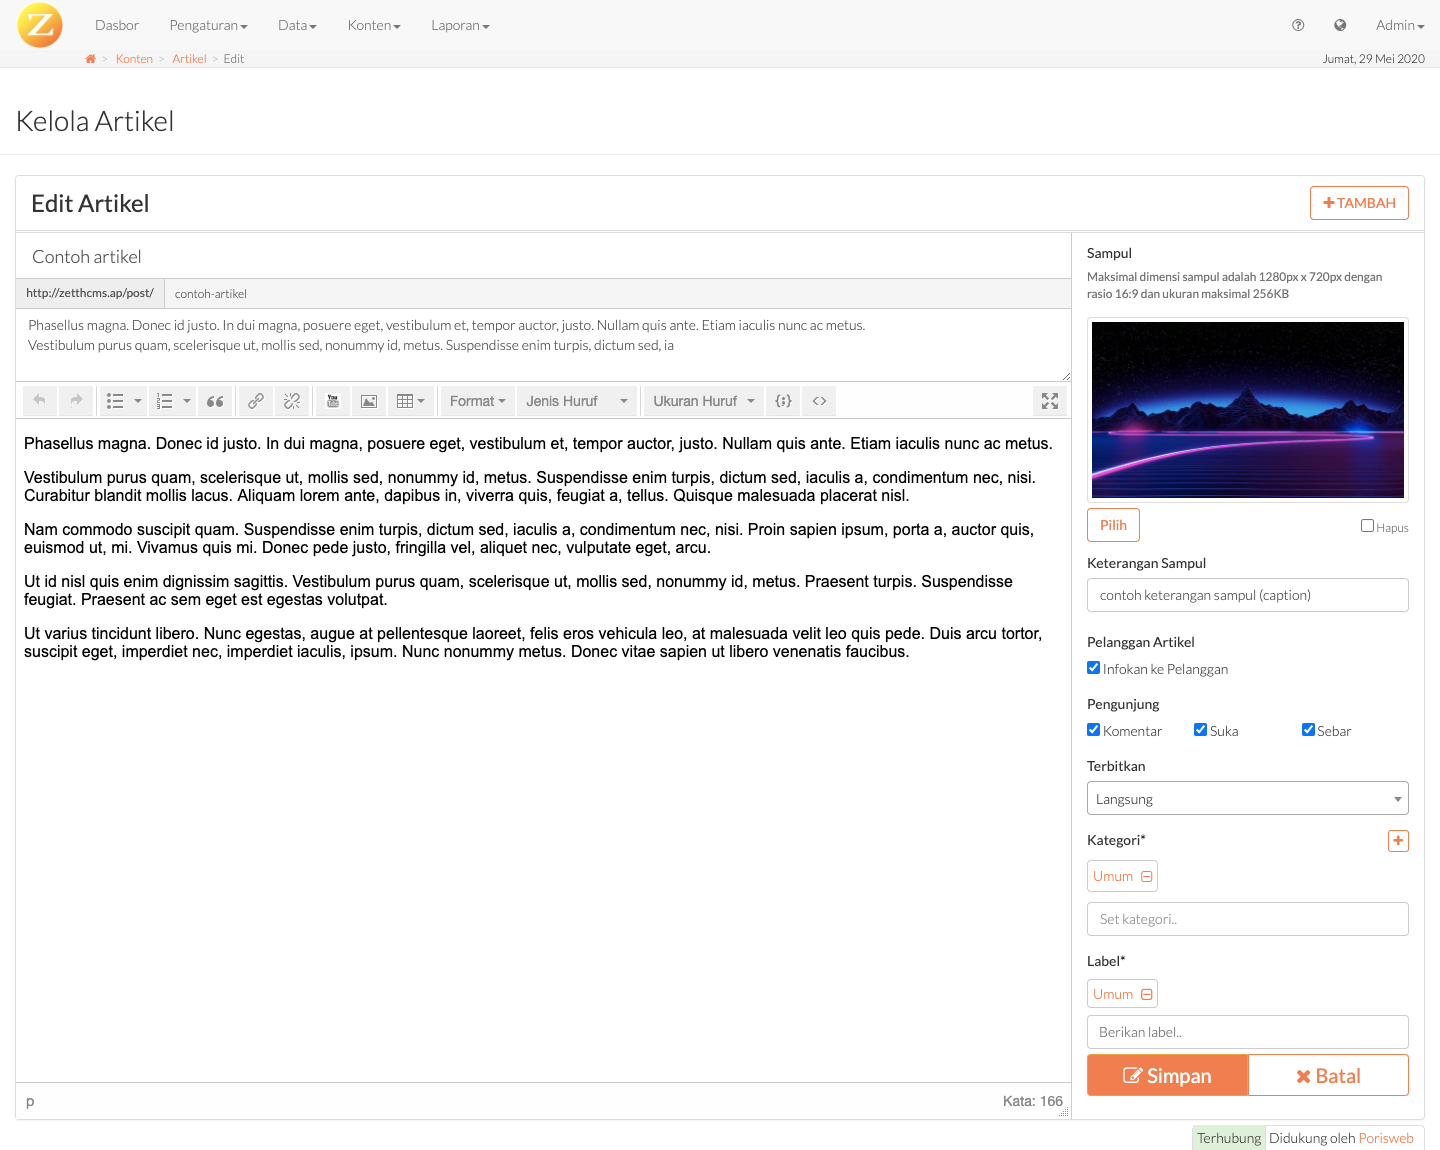 Z Dasbor Pengaturan Data Konten Laporan Admin
> Konten > Artikel > Edit Jumat, 29 Mei 2020
Kelola Artikel
Edit Artikel
TAMBAH
Contoh artikel
http://zetthcms.ap/post/ contoh-artikel
Phasellus magna. Donec id justo. In dui magna, posuere eget, vestibulum et, tempor auctor, justo. Nullam quis ante. Etiam iaculis nunc ac metus.
Vestibulum purus quam, scelerisque ut, mollis sed, nonummy id, metus. Suspendisse enim turpis, dictum sed, ia
You Tube Format Jenis Huruf Ukuran Huruf {;} <>
Phasellus magna. Donec id justo. In dui magna, posuere eget, vestibulum et, tempor auctor, justo. Nullam quis ante. Etiam iaculis nunc ac metus.
Vestibulum purus quam, scelerisque ut, mollis sed, nonummy id, metus. Suspendisse enim turpis, dictum sed, iaculis a, condimentum nec, nisi.
Curabitur blandit mollis lacus. Aliquam lorem ante, dapibus in, viverra quis, feugiat a, tellus. Quisque malesuada placerat nisl.
Nam commodo suscipit quam. Suspendisse enim turpis, dictum sed, iaculis a, condimentum nec, nisi. Proin sapien ipsum, porta a, auctor quis,
euismod ut, mi. Vivamus quis mi. Donec pede justo, fringilla vel, aliquet nec, vulputate eget, arcu.
Ut id nisl quis enim dignissim sagittis. Vestibulum purus quam, scelerisque ut, mollis sed, nonummy id, metus. Praesent turpis. Suspendisse
feugiat. Praesent ac sem eget est egestas volutpat.
Ut varius tincidunt libero. Nunc egestas, augue at pellentesque laoreet, felis eros vehicula leo, at malesuada velit leo quis pede. Duis arcu tortor,
suscipit eget, imperdiet nec, imperdiet iaculis, ipsum. Nunc nonummy metus. Donec vitae sapien ut libero venenatis faucibus.
p Kata: 166
Sampul
Maksimal dimensi sampul adalah 1280px x 720px dengan
rasio 16:9 dan ukuran maksimal 256KB
Pilih Hapus
Keterangan Sampul
contoh keterangan sampul (caption)
Pelanggan Artikel
Infokan ke Pelanggan
Pengunjung
Komentar Suka Sebar
Terbitkan
Langsung
Kategori*
Umum
Set kategori..
Label*
Umum
Berikan label..
Simpan Batal
Terhubung Didukung oleh Porisweb